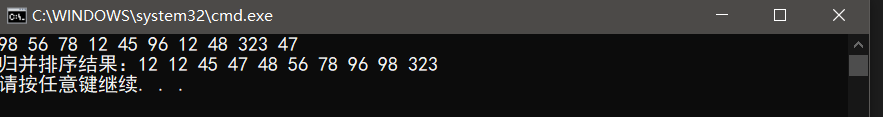 C:\WINDOWS\system32\cmd.exe
98 56 78 12 45 96 12 48 323 47
归并排序结果：12 12 45 47 48 56 78 96 98 323
请按任意键继续. . .